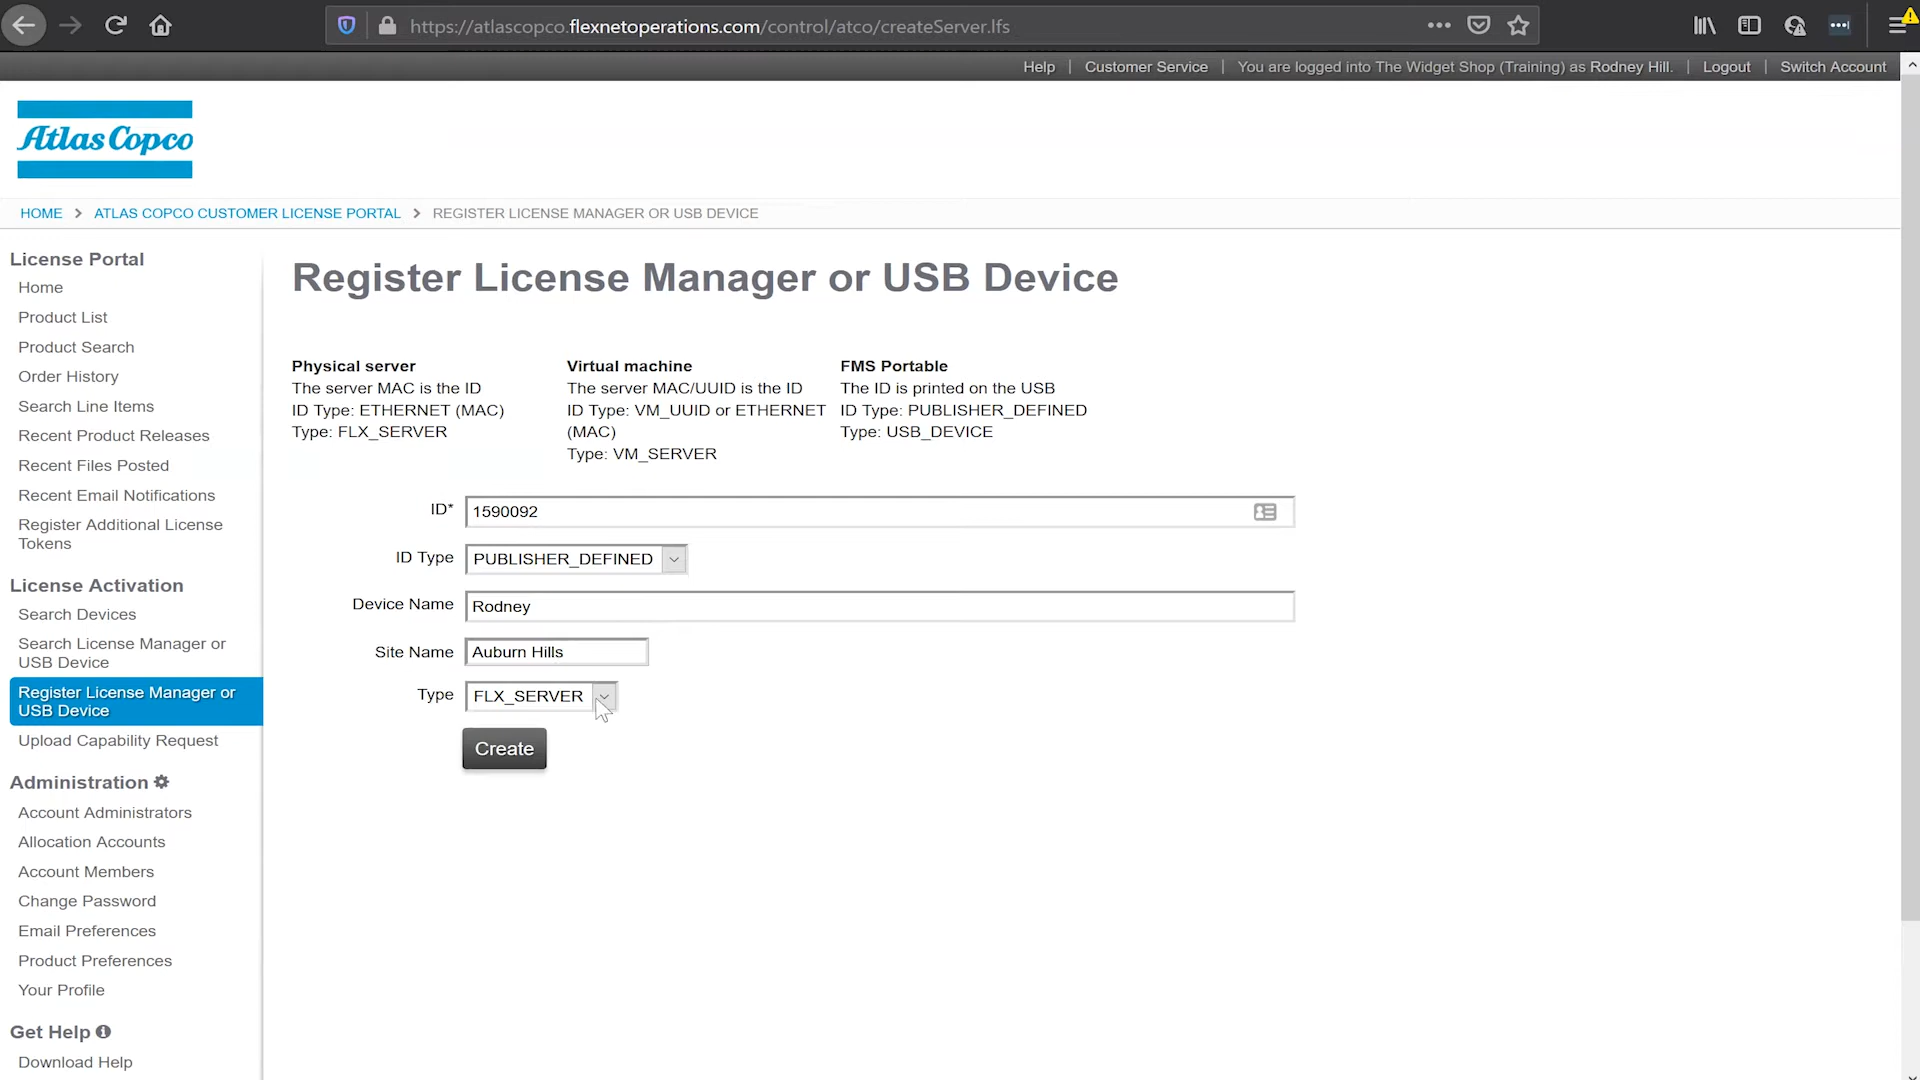 https://atlascopco.flexnetoperations.com/control/atco/createServer.lfs
Help | Customer Service | You are logged into The Widget Shop (Training) as Rodney Hill. | Logout | Switch Account
Atlas Copco
HOME > ATLAS COPCO CUSTOMER LICENSE PORTAL > REGISTER LICENSE MANAGER OR USB DEVICE
License Portal
Home
Product List
Product Search
Order History
Search Line Items
Recent Product Releases
Recent Files Posted
Recent Email Notifications
Register Additional License
Tokens
License Activation
Search Devices
Search License Manager or
USB Device
Register License Manager or
USB Device
Upload Capability Request
Administration
Account Administrators
Allocation Accounts
Account Members
Change Password
Email Preferences
Product Preferences
Your Profile
Get Help
Download Help
Register License Manager or USB Device
Physical server
The server MAC is the ID
ID Type: ETHERNET (MAC)
Type: FLX_SERVER
Virtual machine
The server MAC/UUID is the ID
ID Type: VM_UUID or ETHERNET
(MAC)
Type: VM_SERVER
FMS Portable
The ID is printed on the USB
ID Type: PUBLISHER_DEFINED
Type: USB_DEVICE
ID* 1590092
ID Type PUBLISHER_DEFINED
Device Name Rodney
Site Name Auburn Hills
Type FLX_SERVER
Create